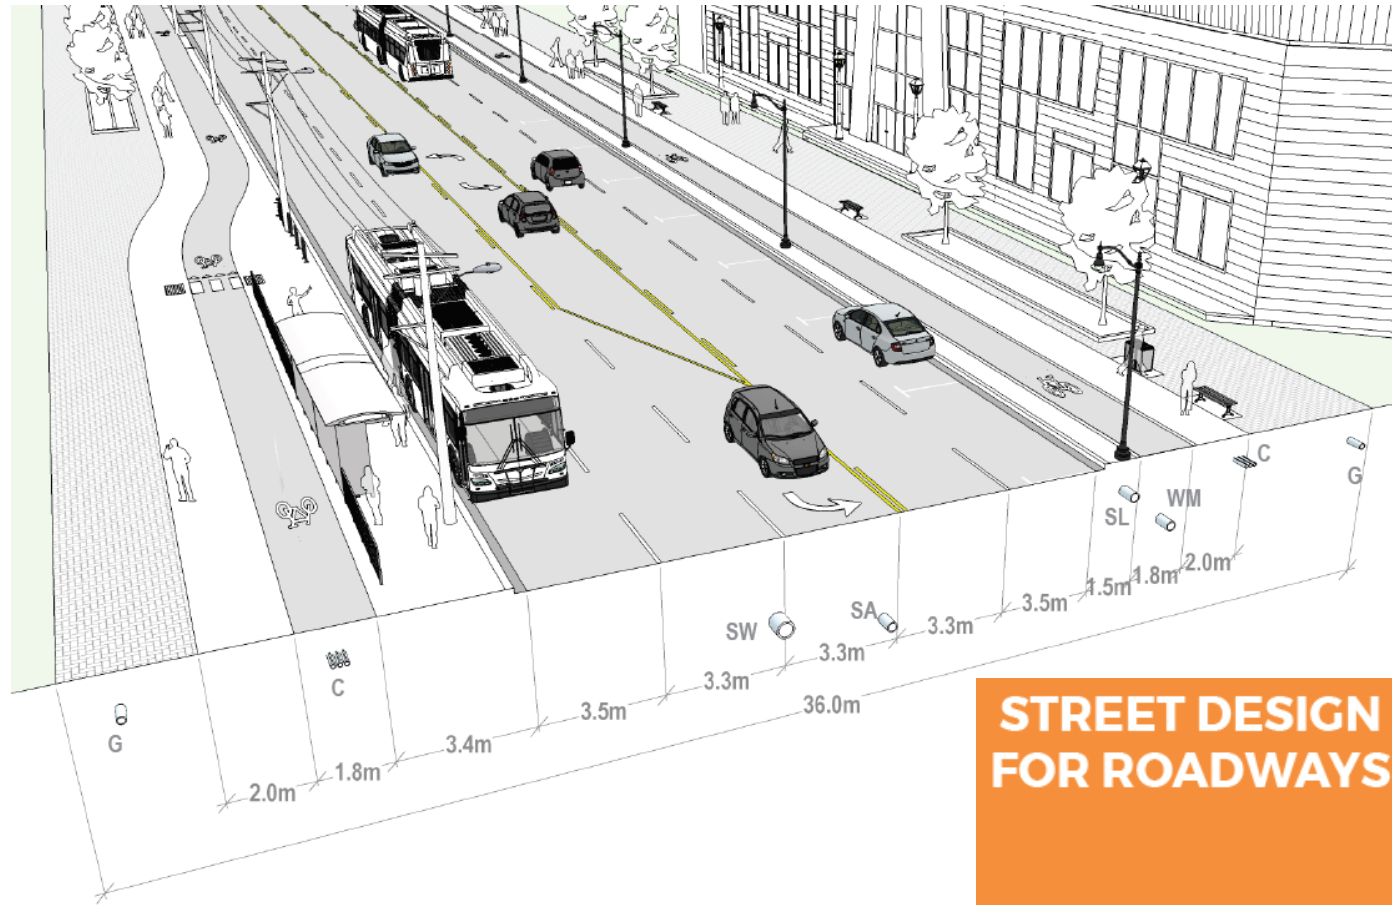 C
G
WM
SL
2.0m
1.8m
1.5m
3.5m
SA
3.3m
SW
3.3m
3.3m
36.0m
C
3.5m
G
3.4m
1.8m
2.0m
STREET DESIGN
FOR ROADWAYS